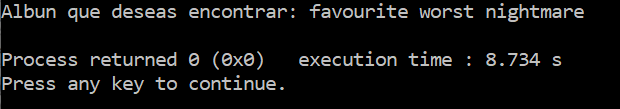 Albun que deseas encontrar: favourite worst nightmare
Process returned 0 (0x0)   execution time : 8.734 s
Press any key to continue.